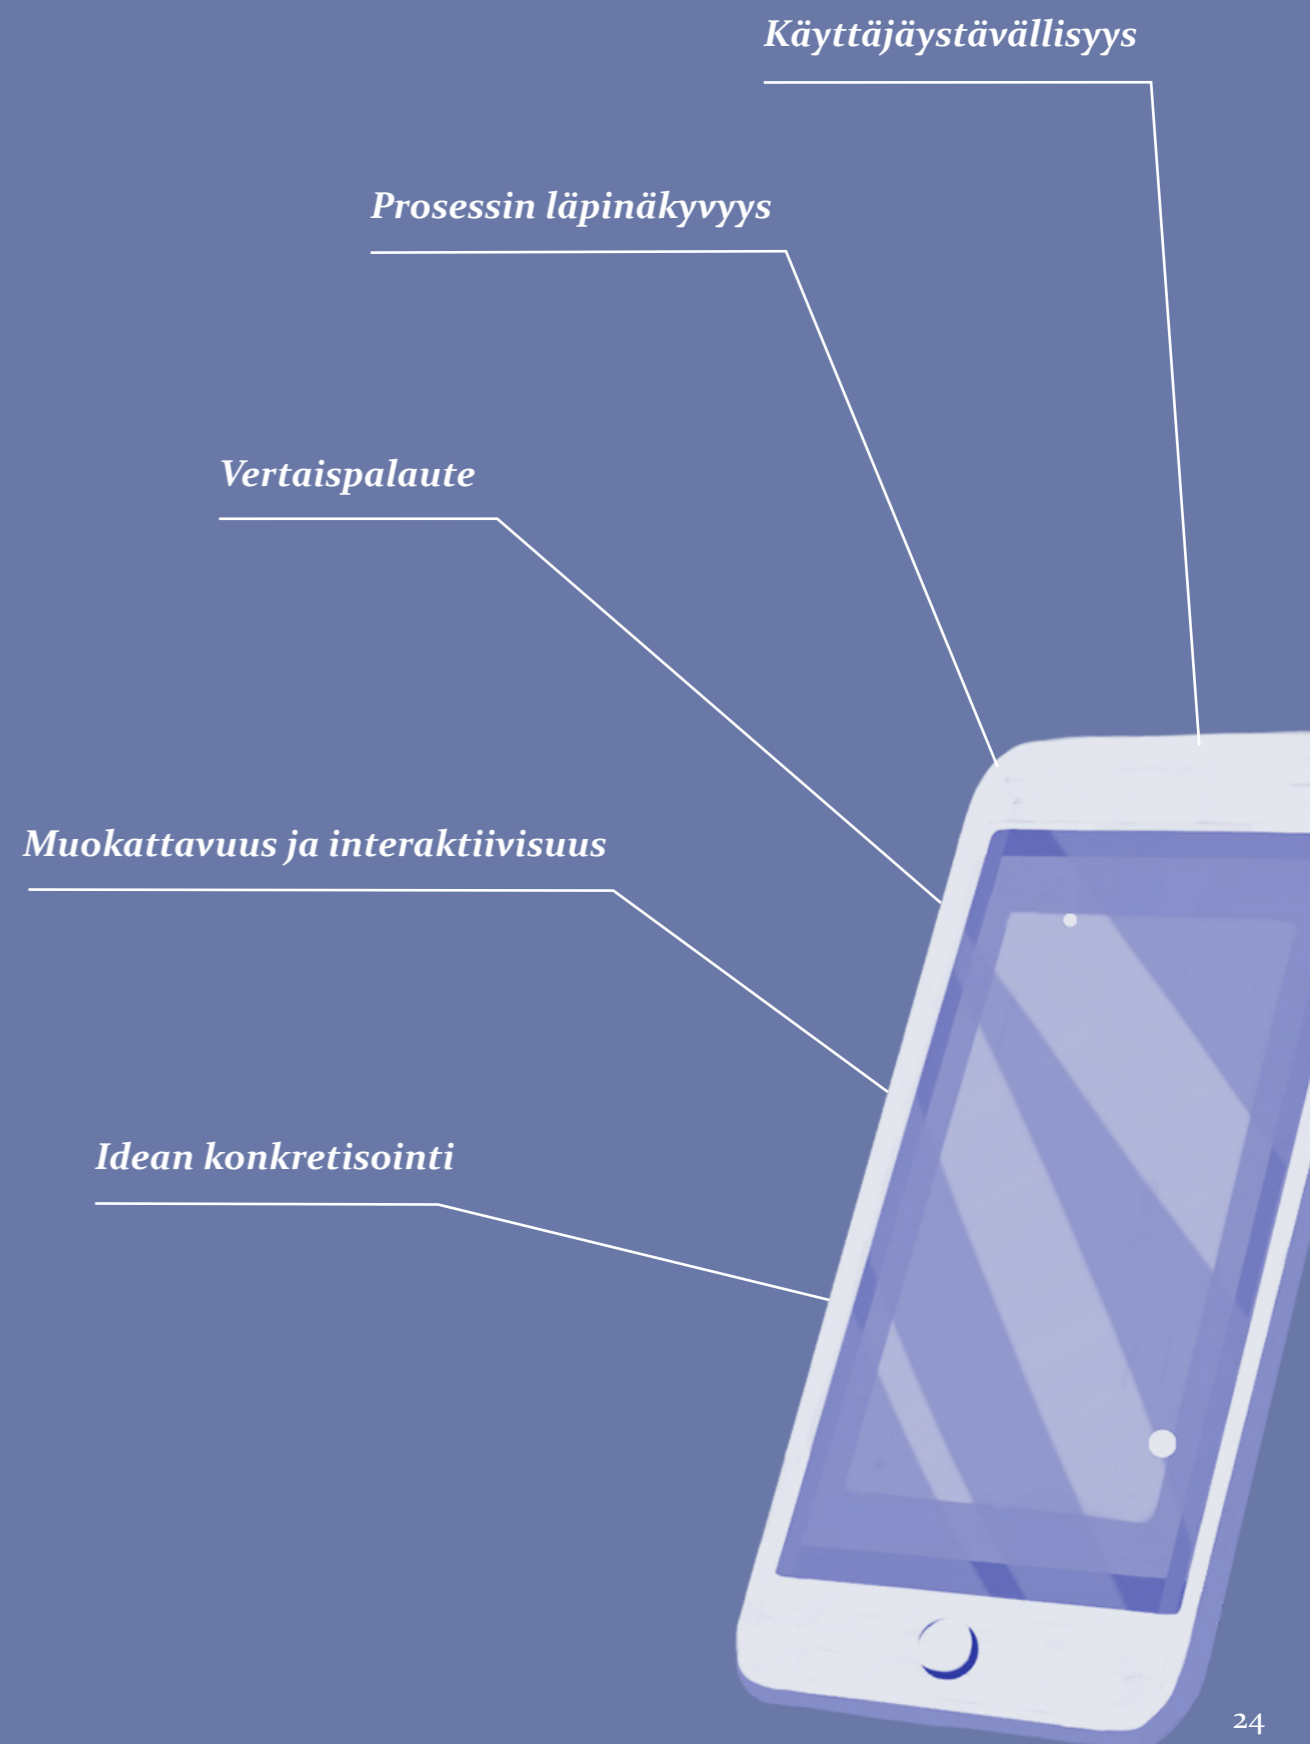 Käyttäjäystävällisyys
Prosessin läpinäkyvyys
Vertaispalaute
Muokattavuus ja interaktiivisuus
Idean konkretisointi
24